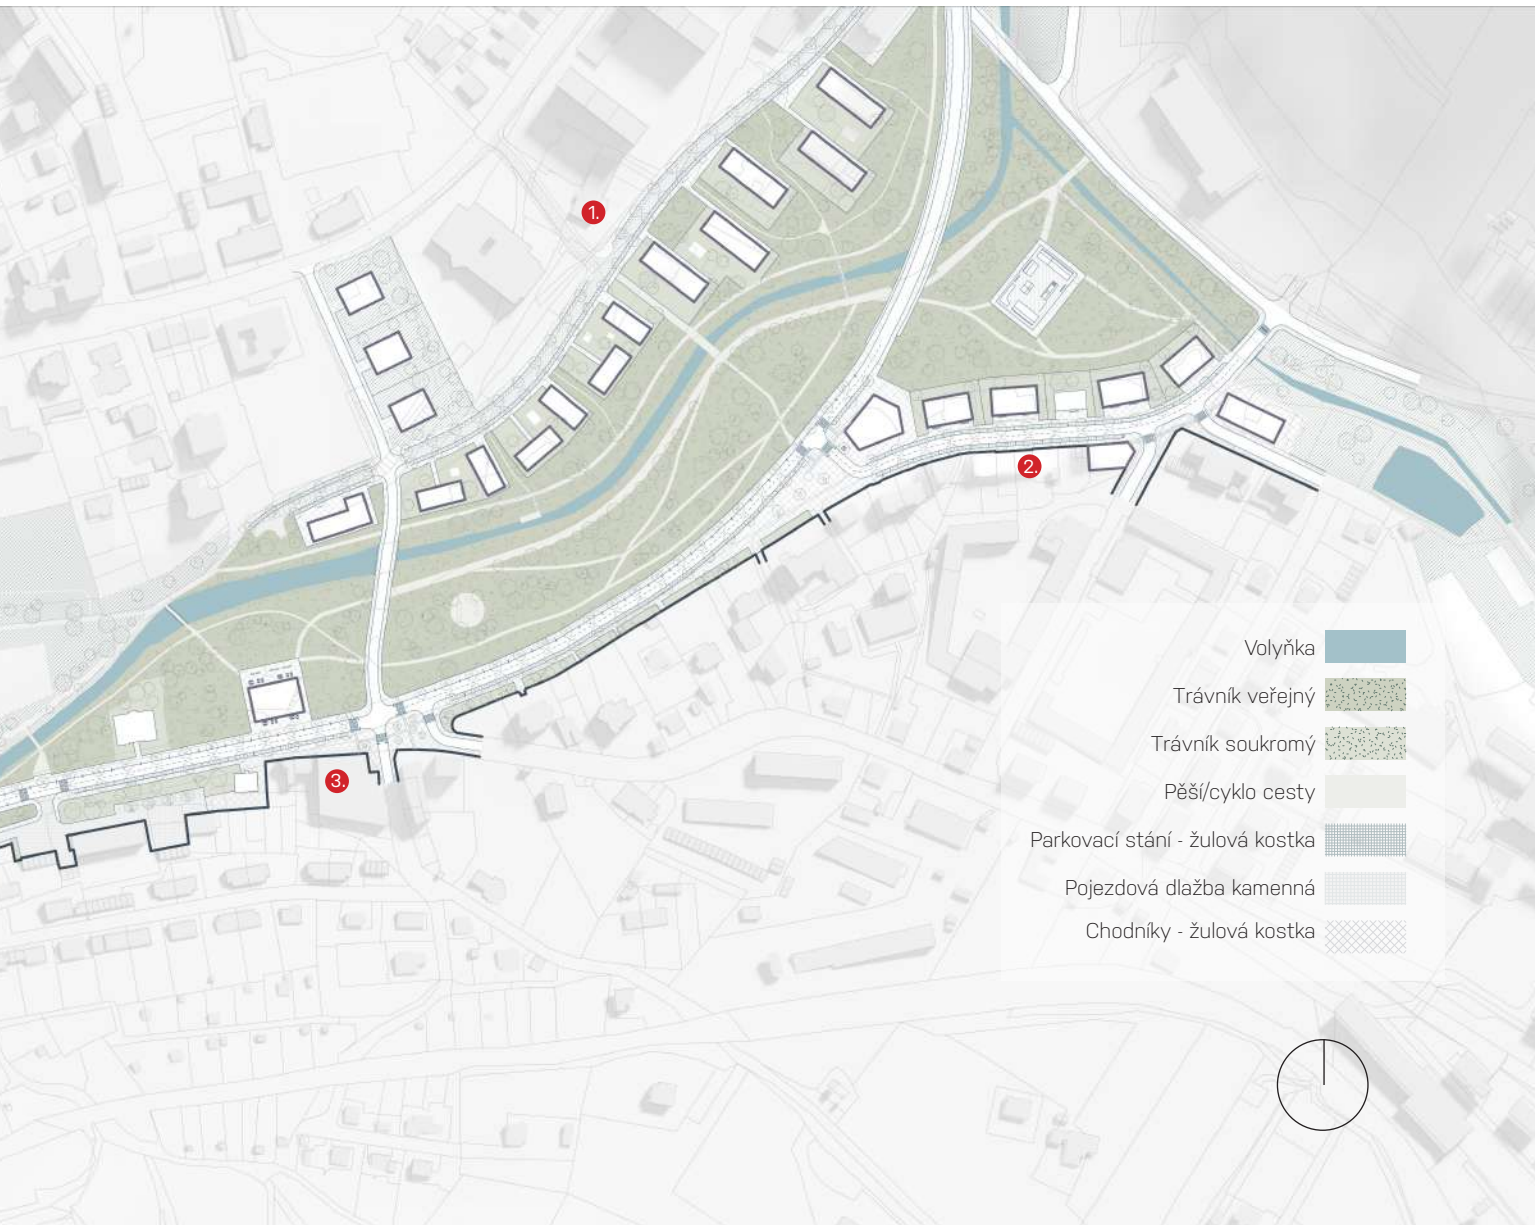 1.
2.
3.
Volyňka
Trávník veřejný
Trávník soukromý
Pěší/cyklo cesty
Parkovací stání - žulová kostka
Pojezdová dlažba kamenná
Chodníky - žulová kostka